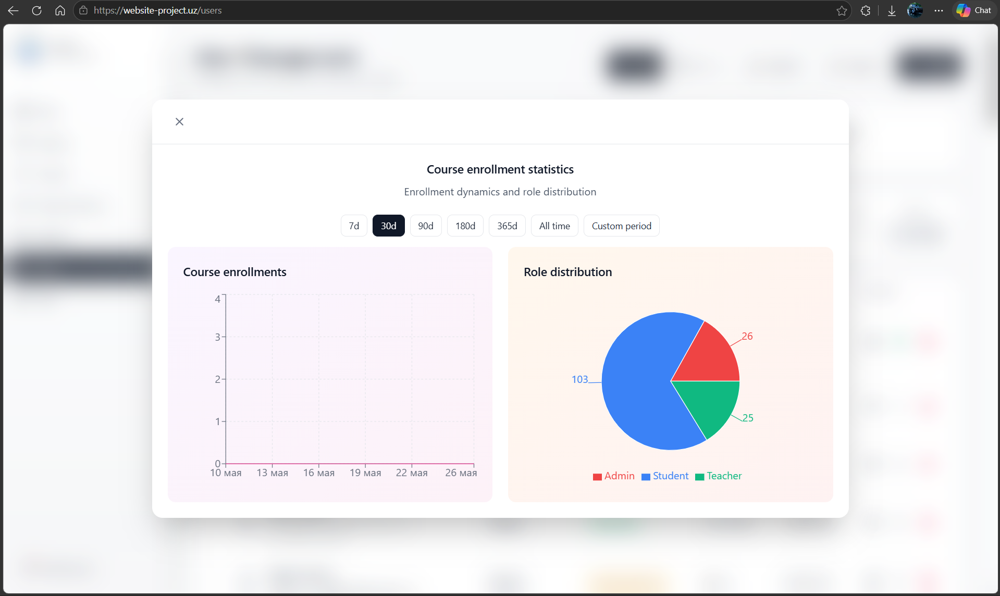 https://website-project.uz/users
Chat
Course enrollment statistics
Enrollment dynamics and role distribution
7d 30d 90d 180d 365d All time Custom period
Course enrollments
4
3
2
1
0
10 мая 13 мая 16 мая 19 мая 22 мая 26 мая
Role distribution
26
103
25
Admin Student Teacher